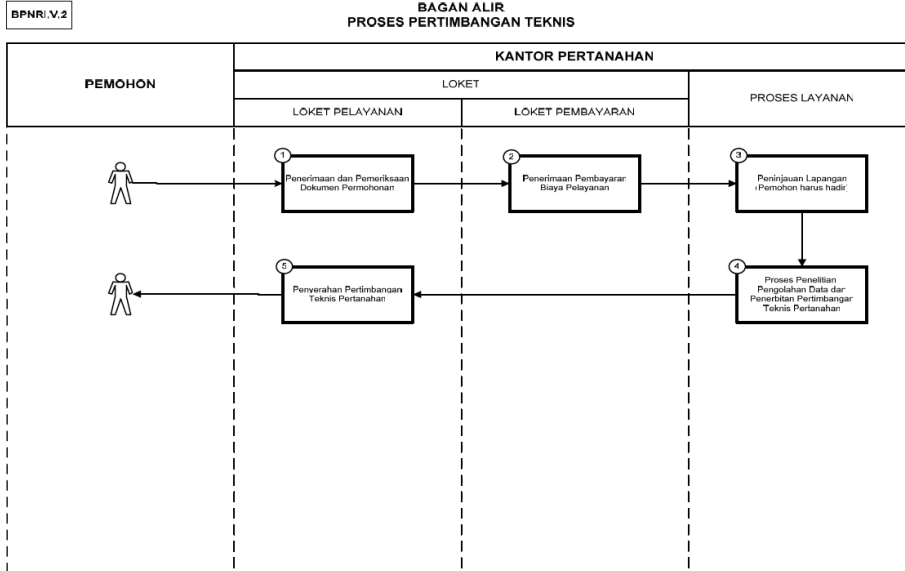 BPNRI.V.2
BAGAN ALIR
PROSES PERTIMBANGAN TEKNIS
PEMOHON
KANTOR PERTANAHAN
LOKET
PROSES LAYANAN
LOKET PELAYANAN
LOKET PEMBAYARAN
1
Penerimaan dan Pemeriksaan
Dokumen Permohonan
2
Penerimaan Pembayaran
Biaya Pelayanan
3
Peninjauan Lapangan
(Pemohon harus hadir)
4
Proses Penelitian
Pengolahan Data dan
Penerbitan Pertimbangan
Teknis Pertanahan
5
Penyerahan Pertimbangan
Teknis Pertanahan